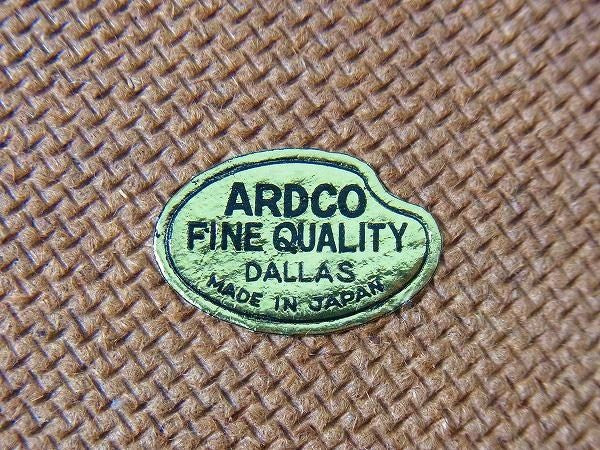 ARDCO
FINE QUALITY
DALLAS
MADE IN JAPAN